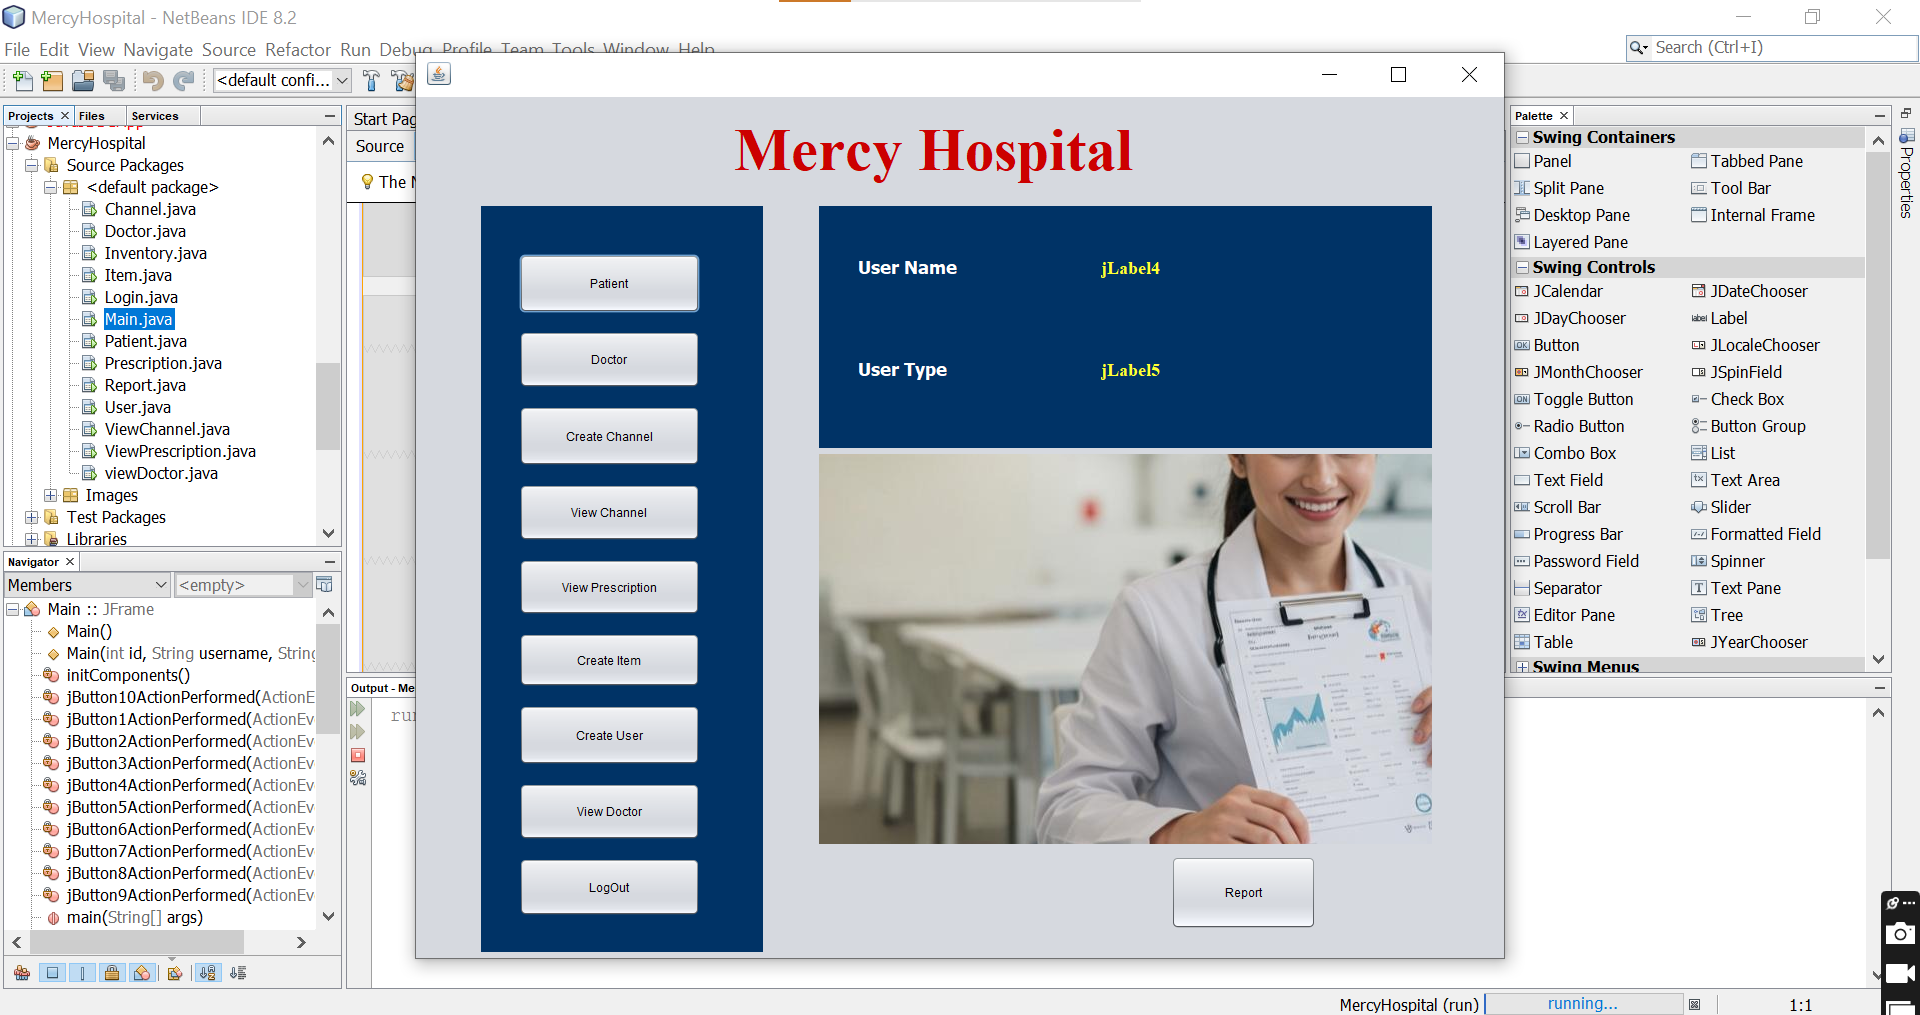 MercyHospital - NetBeans IDE 8.2
File Edit View Navigate Source Refactor Run Debug Profile Team Tools Window Help
Search (Ctrl+I)
<default confi...
Projects Files Services
MercyHospital
Source Packages
<default package>
Channel.java
Doctor.java
Inventory.java
Item.java
Login.java
Main.java
Patient.java
Prescription.java
Report.java
User.java
ViewChannel.java
ViewPrescription.java
viewDoctor.java
Images
Test Packages
Libraries
Navigator
Members <empty>
Main :: JFrame
Main()
Main(int id, String username, String
initComponents()
jButton10ActionPerformed(ActionE
jButton1ActionPerformed(ActionEv
jButton2ActionPerformed(ActionEv
jButton3ActionPerformed(ActionEv
jButton4ActionPerformed(ActionEv
jButton5ActionPerformed(ActionEv
jButton6ActionPerformed(ActionEv
jButton7ActionPerformed(ActionEv
jButton8ActionPerformed(ActionEv
jButton9ActionPerformed(ActionEv
main(String[] args)
Start Pag
Source
The
Output - Me
run
Mercy Hospital
Patient
Doctor
Create Channel
View Channel
View Prescription
Create Item
Create User
View Doctor
LogOut
User Name jLabel4
User Type jLabel5
Report
Palette
Swing Containers
Panel Tabbed Pane
Split Pane Tool Bar
Desktop Pane Internal Frame
Layered Pane
Swing Controls
JCalendar JDateChooser
JDayChooser Label
Button JLocaleChooser
JMonthChooser JSpinField
Toggle Button Check Box
Radio Button Button Group
Combo Box List
Text Field Text Area
Scroll Bar Slider
Progress Bar Formatted Field
Password Field Spinner
Separator Text Pane
Editor Pane Tree
Table JYearChooser
Swing Menus
Properties
MercyHospital (run) running... 1:1